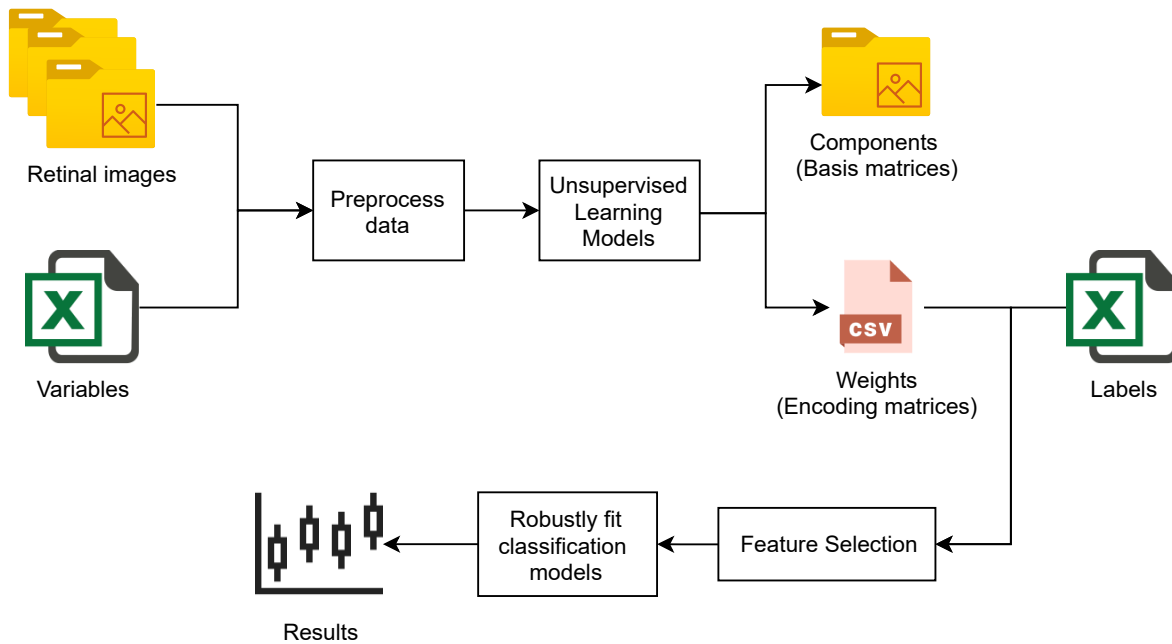 Retinal images
Variables
Preprocess
data
Unsupervised
Learning
Models
Components
(Basis matrices)
X
CSV
Weights
(Encoding matrices)
X
Labels
Feature Selection
Robustly fit
classification
models
Results